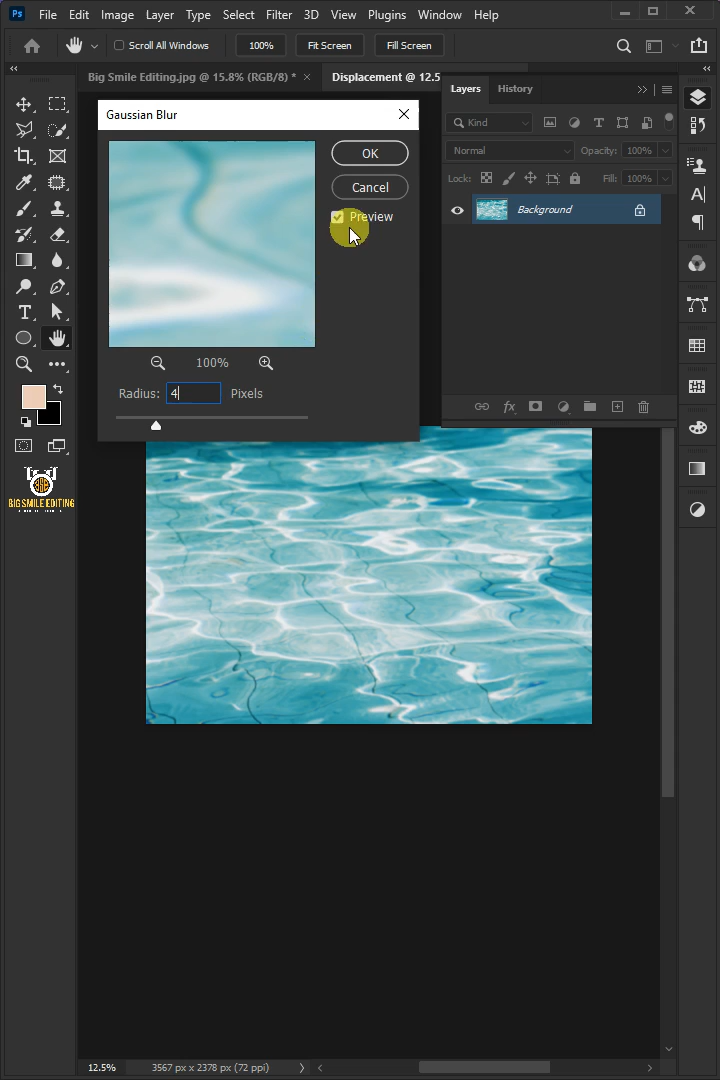 Ps File Edit Image Layer Type Select Filter 3D View Plugins Window Help
Scroll All Windows 100% Fit Screen Fill Screen
Big Smile Editing.jpg @ 15.8% (RGB/8) * × Displacement @ 12.5
Layers History
Gaussian Blur
Kind
OK
Normal Opacity: 100%
Lock: Fill: 100%
Cancel
Background
Preview
100%
Radius: 4 Pixels
fx
BIG SMILE EDITING
12.5% 3567 px x 2378 px (72 ppi)